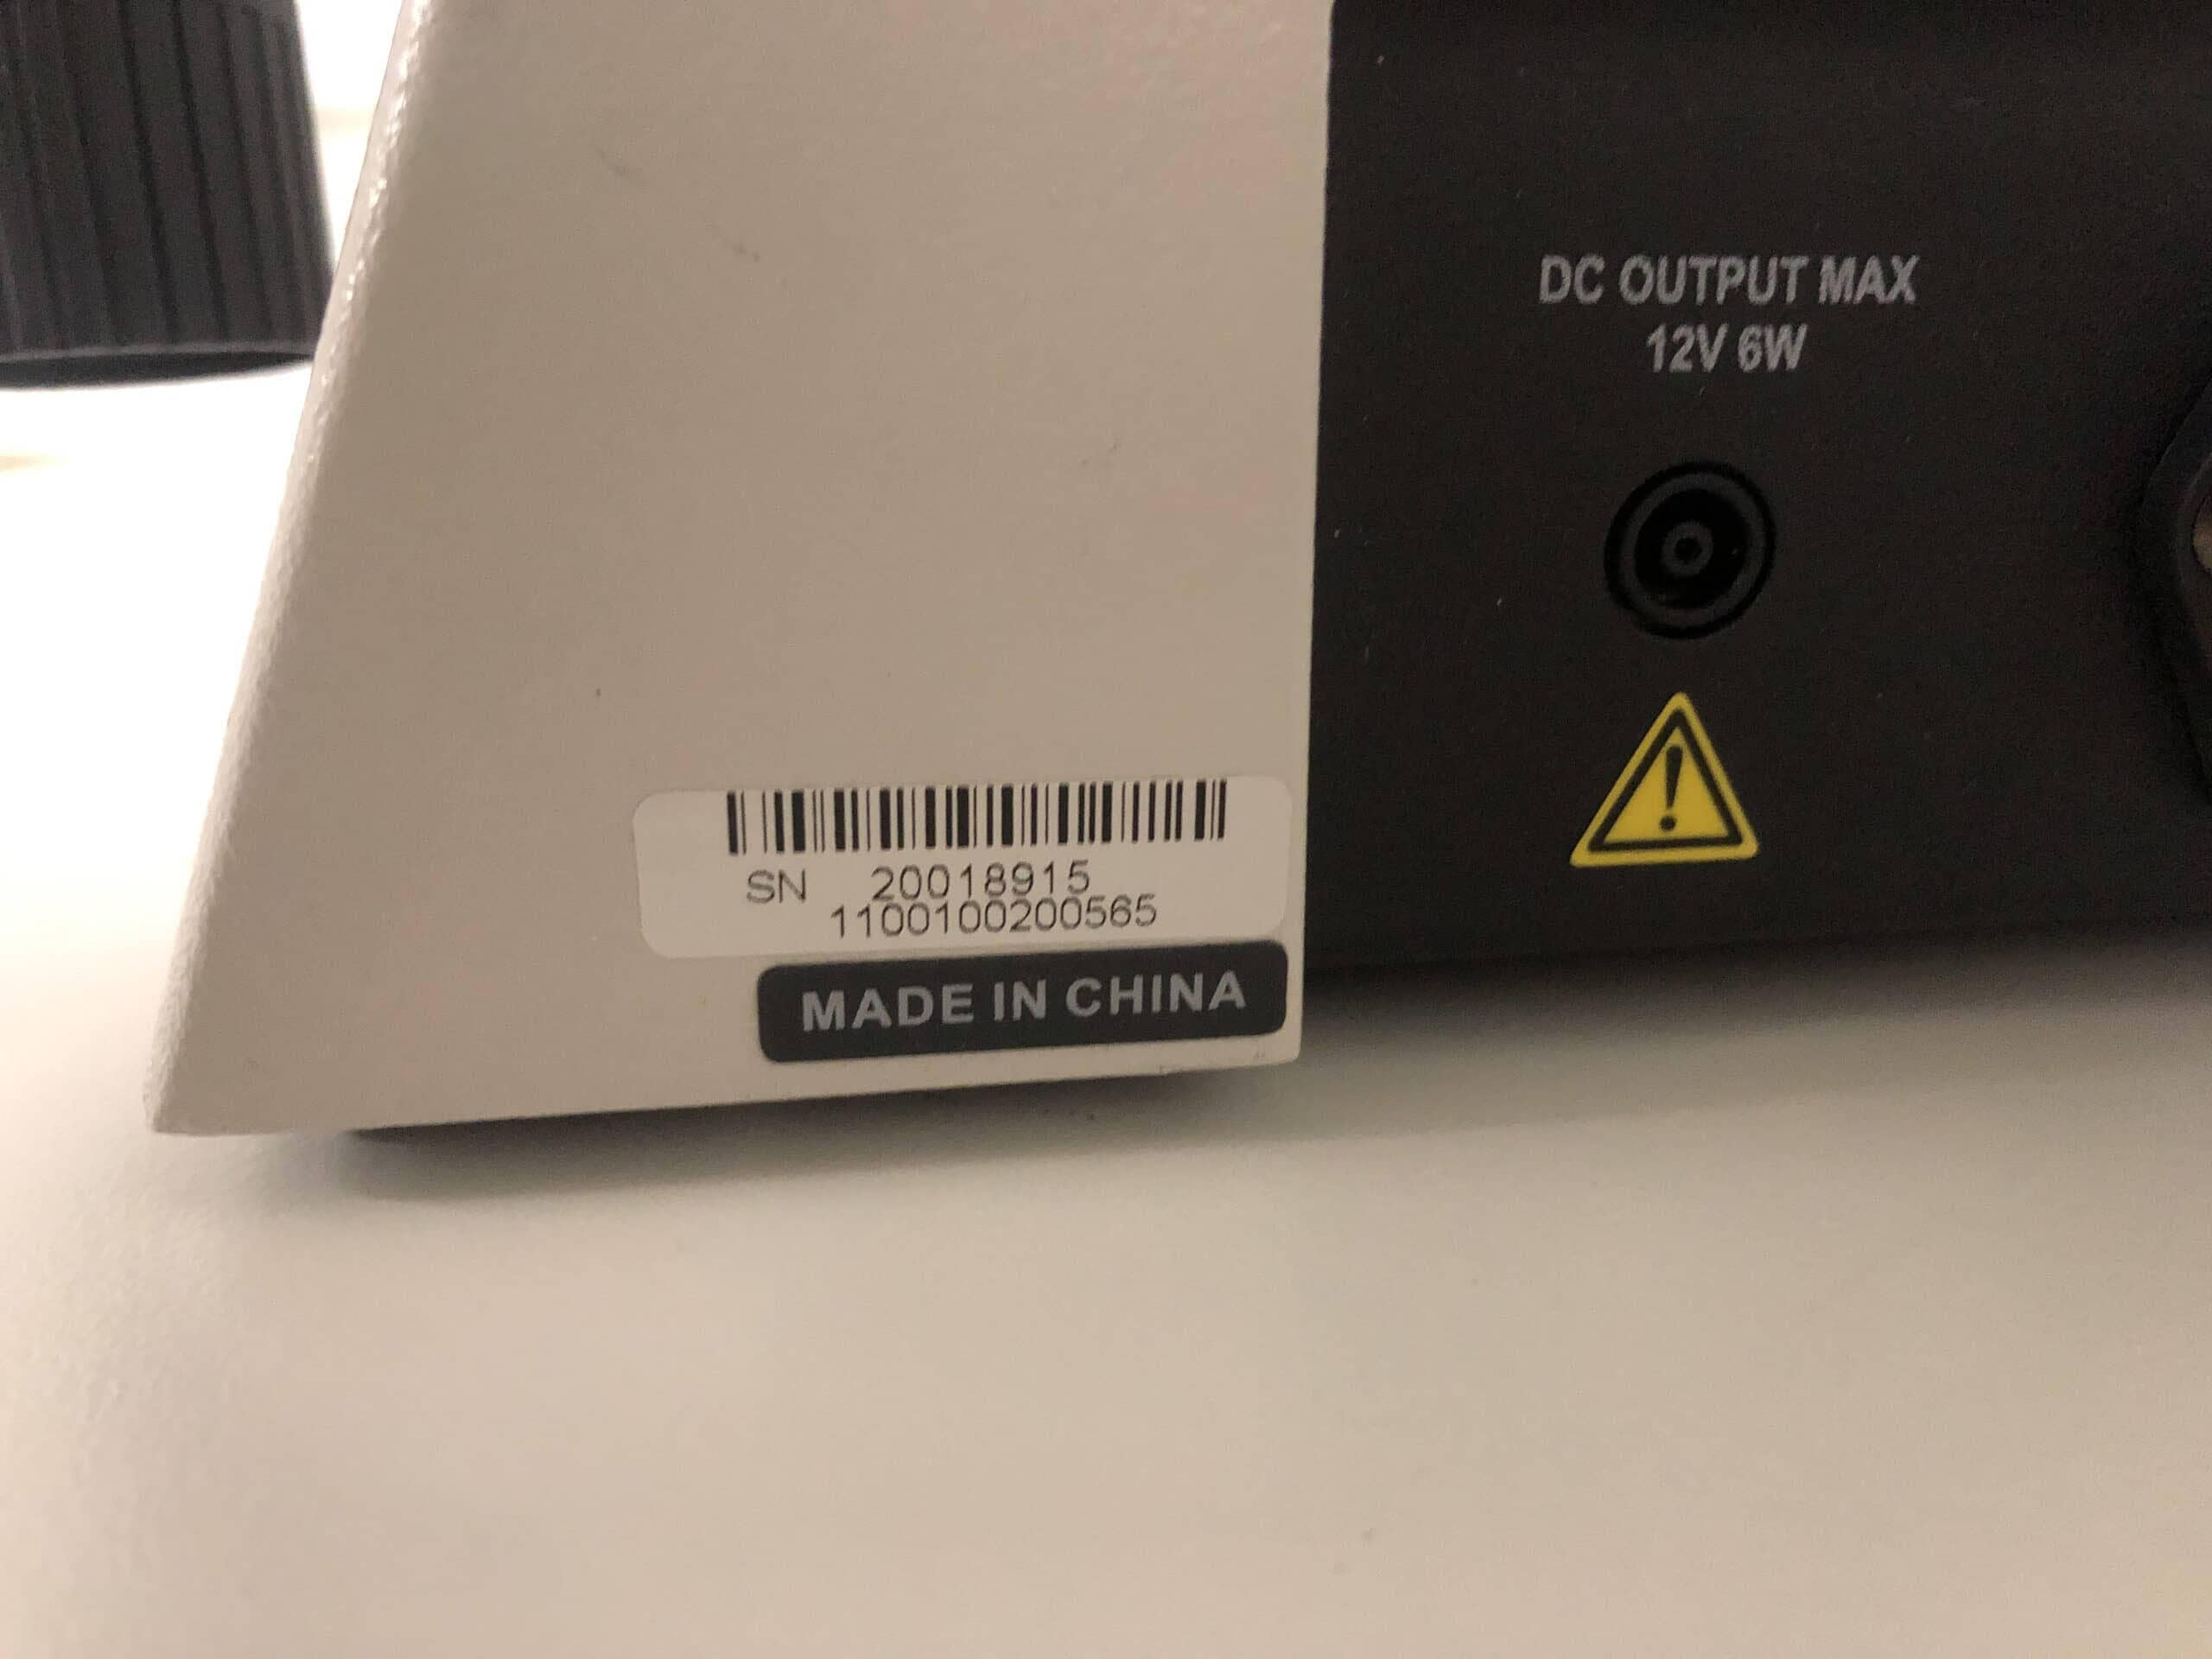 DC OUTPUT MAX
12V 6W
SN 20018915
1100100200565
MADE IN CHINA